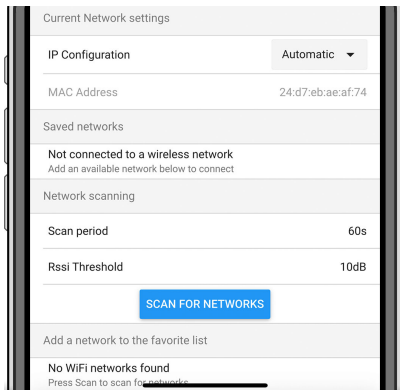 Current Network settings
IP Configuration
Automatic
MAC Address
24:d7:eb:ae:af:74
Saved networks
Not connected to a wireless network
Add an available network below to connect
Network scanning
Scan period
60s
Rssi Threshold
10dB
SCAN FOR NETWORKS
Add a network to the favorite list
No WiFi networks found
Press Scan to scan for networks